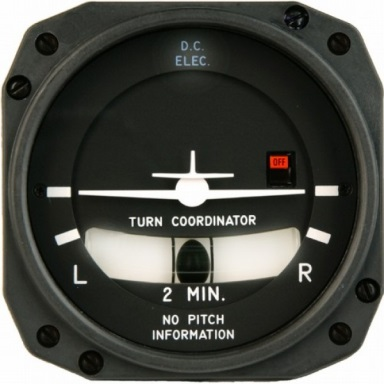 D.C.
ELEC.
OFF
TURN COORDINATOR
L
R
2 MIN.
NO PITCH
INFORMATION